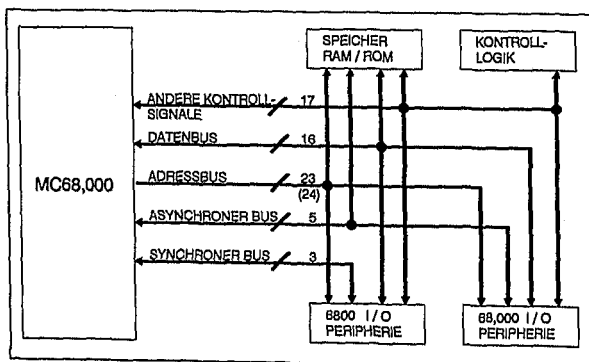 SPEICHER
RAM / ROM
KONTROLL-
LOGIK
ANDERE KONTROLL-
SIGNALE
17
DATENBUS
16
MC68,000
ADRESSBUS
23
(24)
ASYNCHRONER BUS
5
SYNCHRONER BUS
3
6800 I / O
PERIPHERIE
68,000 I / O
PERIPHERIE